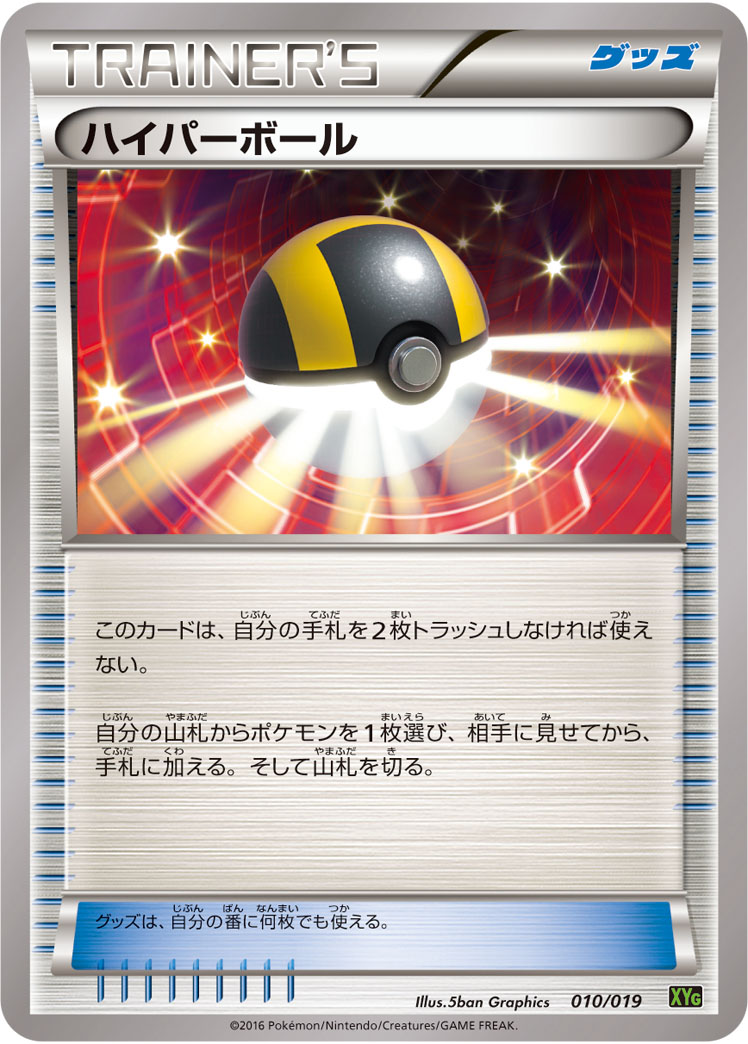 TRAINER'S
グッズ
ハイパーボール
このカードは、自分の手札を2枚トラッシュしなければ使え
ない。
自分の山札からポケモンを1枚選び、相手に見せてから、
手札に加える。そして山札を切る。
グッズは、自分の番に何枚でも使える。
Illus.5ban Graphics 010/019 XYg
©2016 Pokémon/Nintendo/Creatures/GAME FREAK.